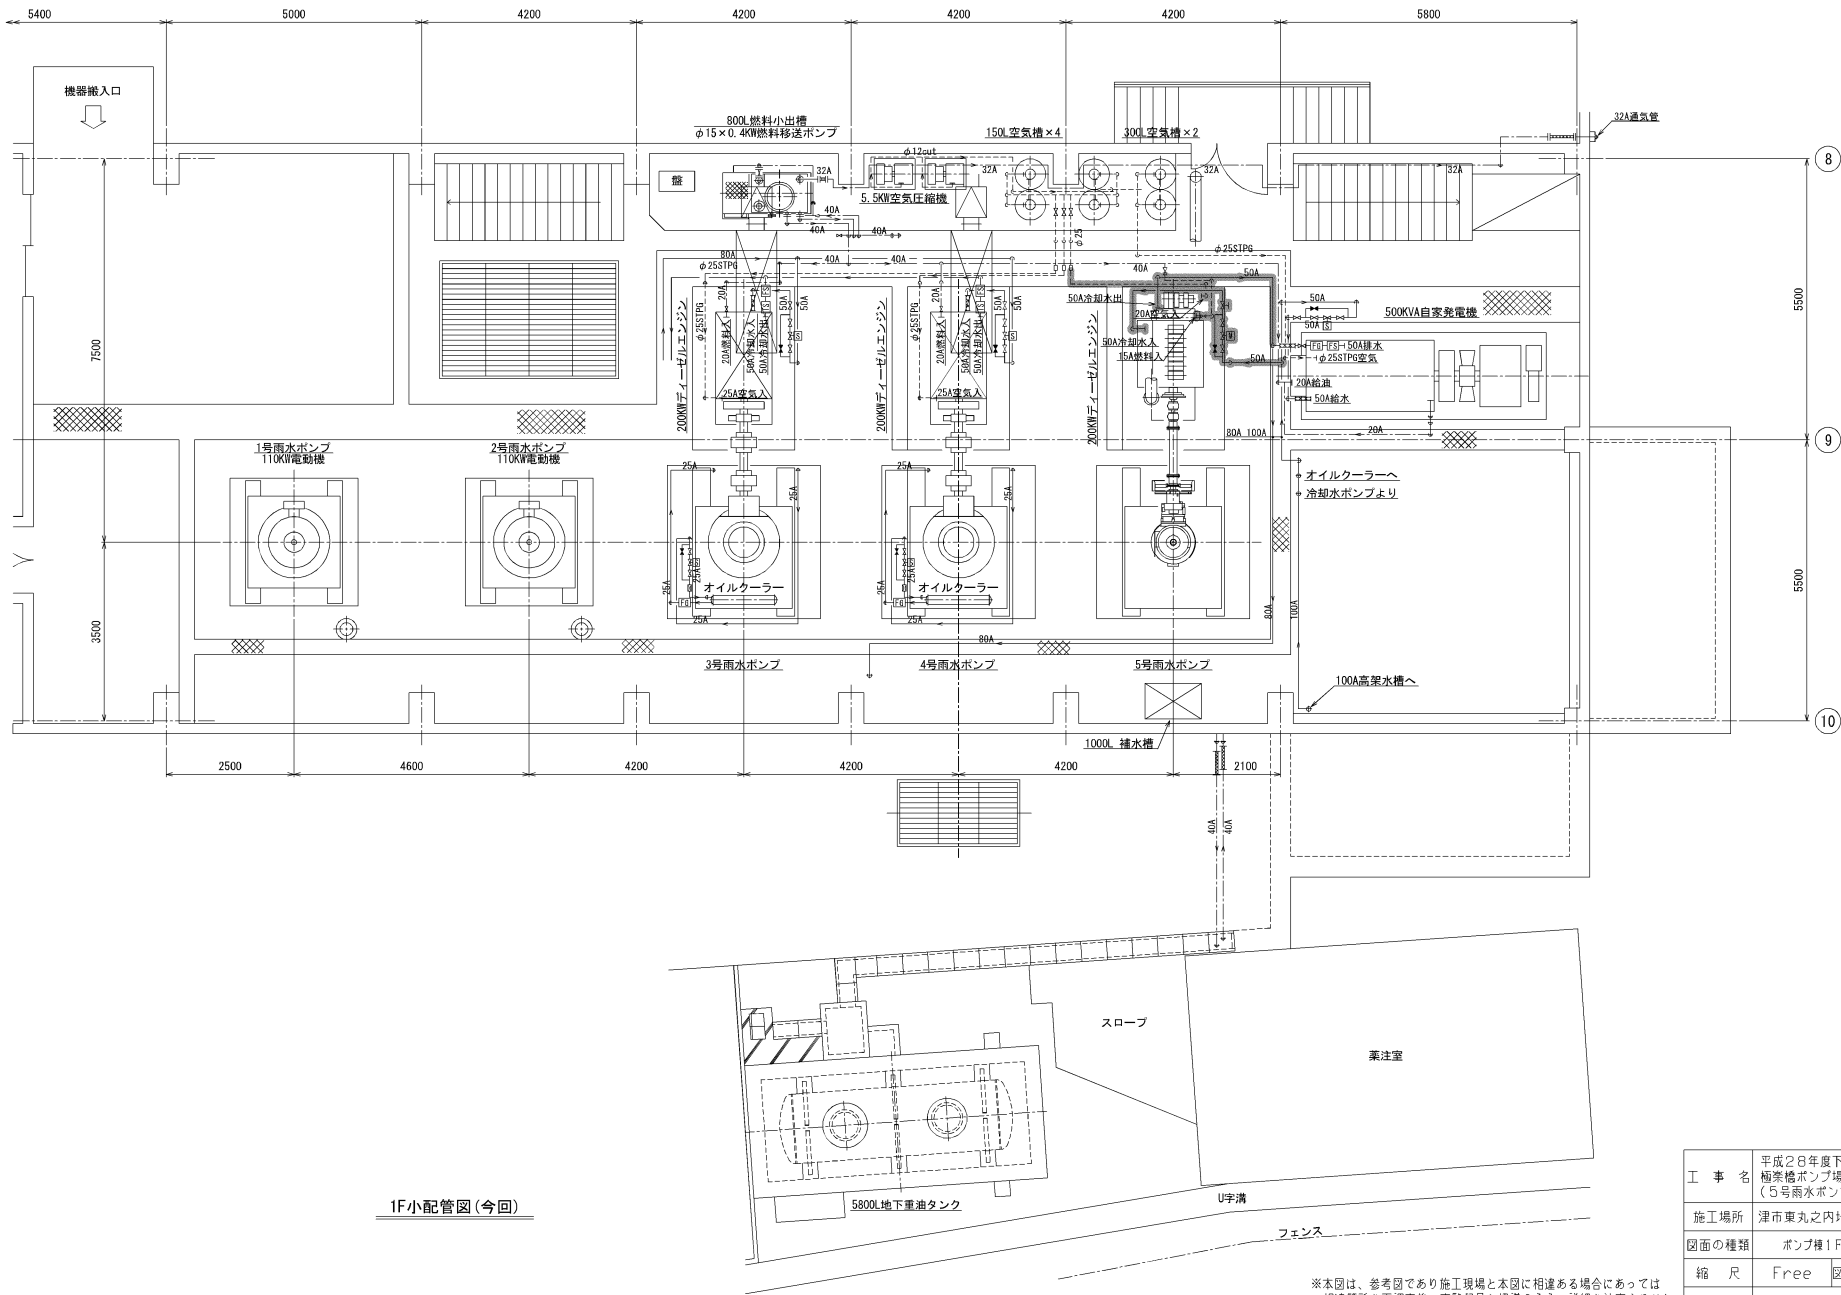 5400
5000
4200
4200
4200
4200
5800
機器搬入口
800L燃料小出槽
φ15×0.4KW燃料移送ポンプ
150L空気槽×4
300L空気槽×2
32A通気管
8
φ12cut
盤
32A
32A
32A
32A
5.5KW空気圧縮機
40A
40A
40A
φ25
φ25STPG
80A
40A
40A
40A
φ25STPG
50A
50A
50A冷却水出
20A空気入
500KVA自家発電機
50A
S
50A冷却水入
15A燃料入
50A
FG
FS
50A排水
φ25STPG空気
20A給油
50A給水
20A
200KWディーゼルエンジン
φ25STPG
20A
20A燃料入
50A冷却水入
50A冷却水出
FS
S
50A
50A
S
25A空気入
200KWディーゼルエンジン
φ25STPG
20A
20A燃料入
50A冷却水入
50A冷却水出
FS
S
50A
50A
S
25A空気入
200KWディーゼルエンジン
7500
5500
80A 100A
9
1号雨水ポンプ
110KW電動機
2号雨水ポンプ
110KW電動機
25A
25A
25A
25A
オイルクーラーへ
冷却水ポンプより
25A
25A
オイルクーラー
FG
25A
25A
25A
オイルクーラー
FG
25A
80A
100A
5500
3500
80A
3号雨水ポンプ
4号雨水ポンプ
5号雨水ポンプ
100A高架水槽へ
10
1000L 補水槽
2500
4600
4200
4200
4200
2100
40A
40A
スロープ
薬注室
5800L地下重油タンク
U字溝
フェンス
1F小配管図(今回)
工 事 名
平成28年度下
極楽橋ポンプ場
(5号雨水ポン
施工場所
津市東丸之内地
図面の種類
ポンプ棟1F
縮 尺
Free
図
※本図は、参考図であり施工現場と本図に相違ある場合にあっては